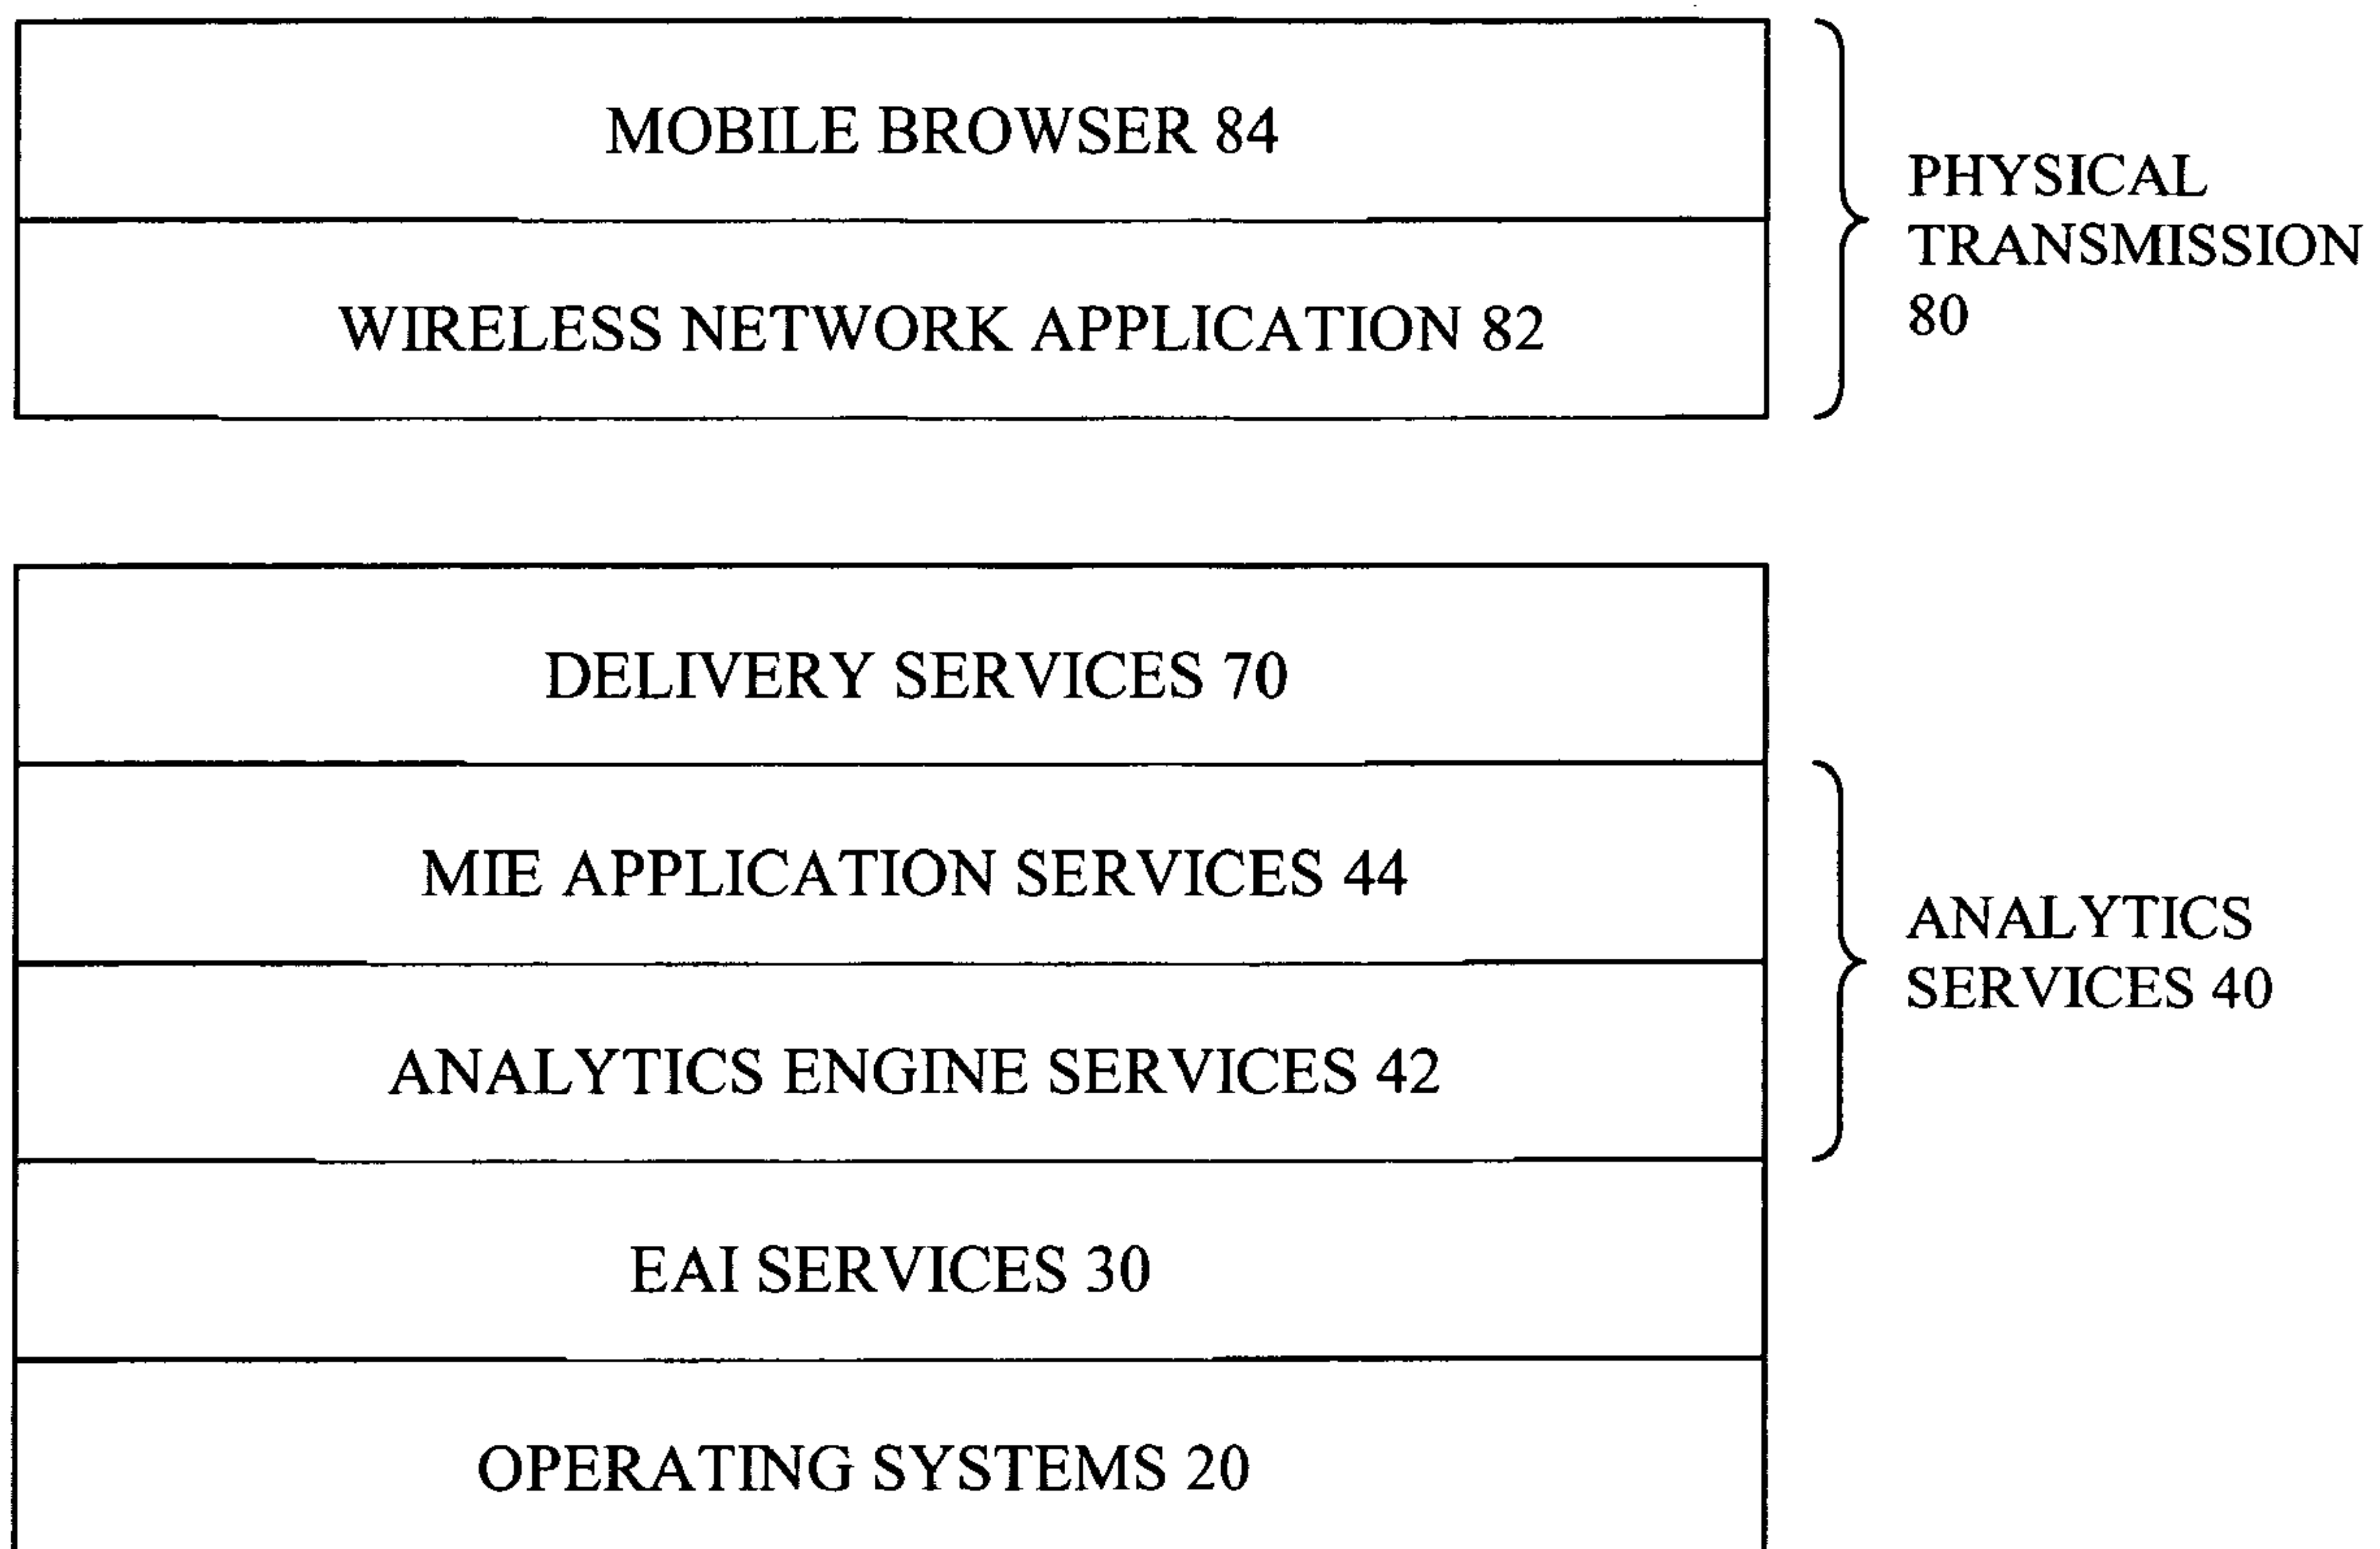 MOBILE BROWSER 84
WIRELESS NETWORK APPLICATION 82
PHYSICAL
TRANSMISSION
80
DELIVERY SERVICES 70
MIE APPLICATION SERVICES 44
ANALYTICS ENGINE SERVICES 42
ANALYTICS
SERVICES 40
EAI SERVICES 30
OPERATING SYSTEMS 20